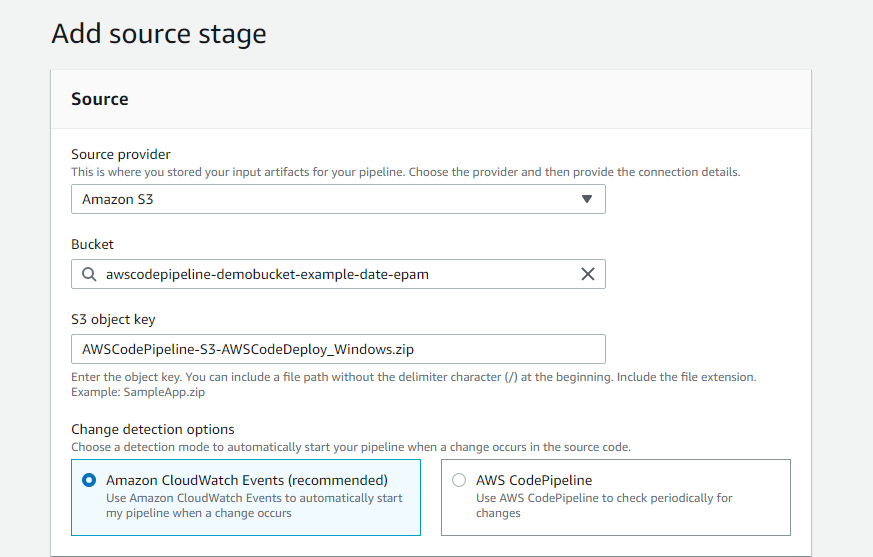 Add source stage
Source
Source provider
This is where you stored your input artifacts for your pipeline. Choose the provider and then provide the connection details.
Amazon S3
Bucket
awscodepipeline-demobucket-example-date-epam
S3 object key
AWSCodePipeline-S3-AWSCodeDeploy_Windows.zip
Enter the object key. You can include a file path without the delimiter character (/) at the beginning. Include the file extension.
Example: SampleApp.zip
Change detection options
Choose a detection mode to automatically start your pipeline when a change occurs in the source code.
Amazon CloudWatch Events (recommended)
Use Amazon CloudWatch Events to automatically start
my pipeline when a change occurs
AWS CodePipeline
Use AWS CodePipeline to check periodically for
changes